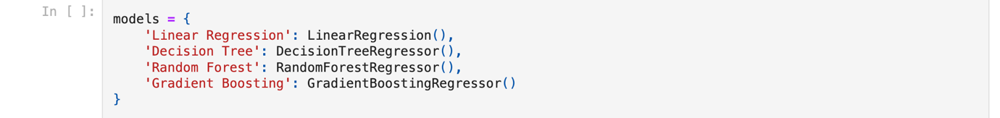 In [ ]:
models = {
    'Linear Regression': LinearRegression(),
    'Decision Tree': DecisionTreeRegressor(),
    'Random Forest': RandomForestRegressor(),
    'Gradient Boosting': GradientBoostingRegressor()
}